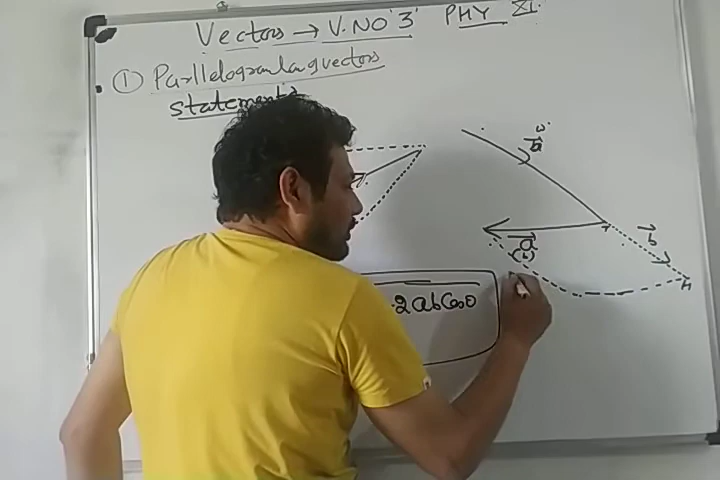 Vectors → V.NO '3' PHY XI.
① Parllelogram law of vectors
statement:
2abCosθ
b⃗
a⃗